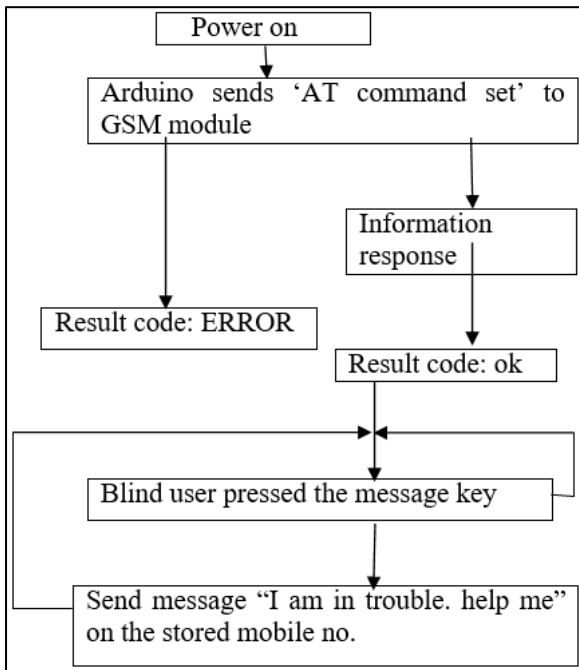 Power on
Arduino sends ‘AT command set’ to
GSM module
Information
response
Result code: ERROR
Result code: ok
Blind user pressed the message key
Send message “I am in trouble. help me”
on the stored mobile no.